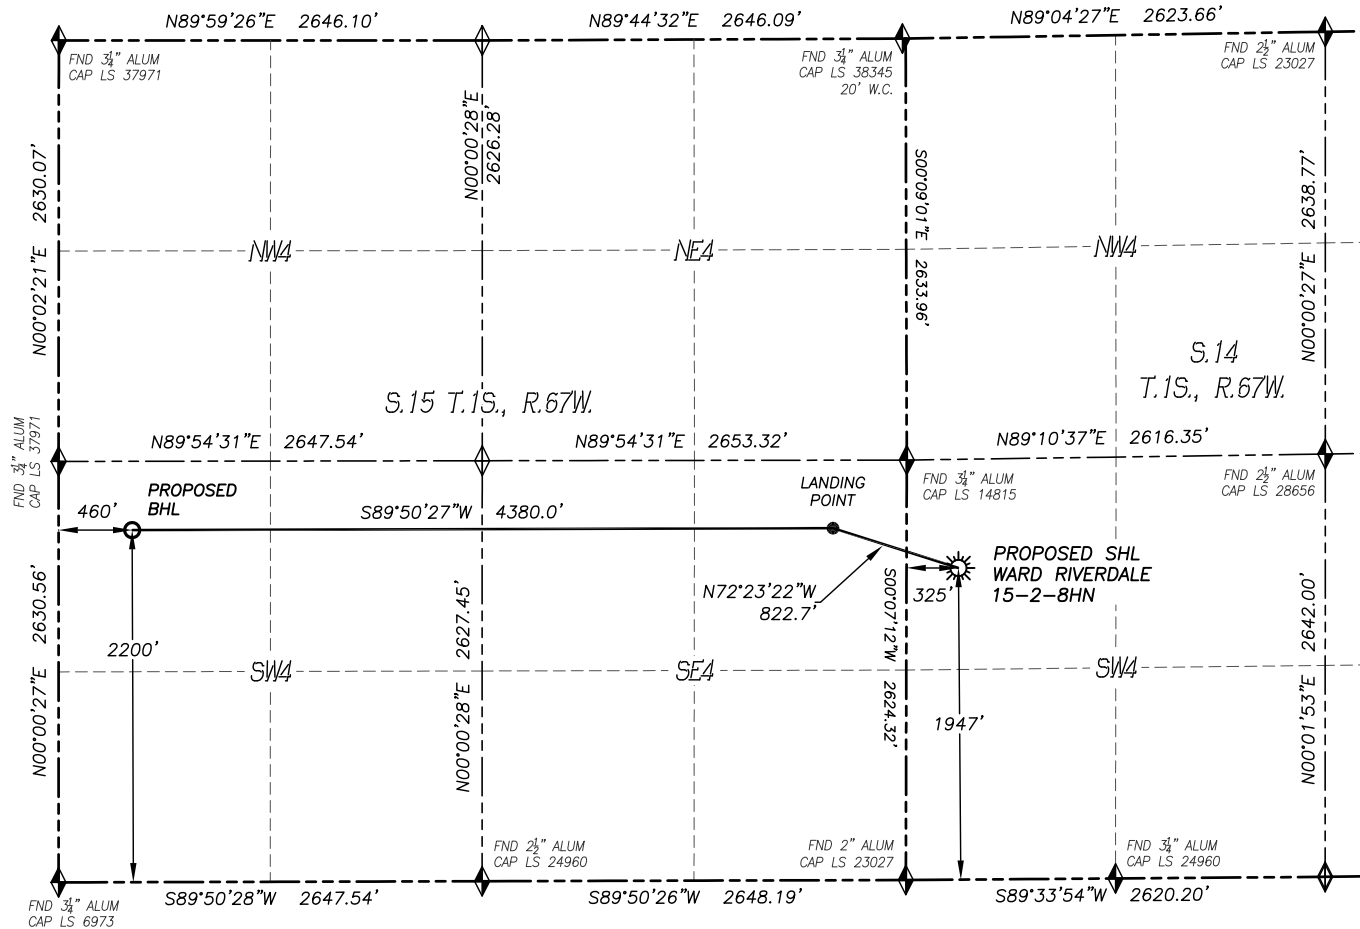 N89°59'26"E 2646.10'
N89°44'32"E 2646.09'
N89°04'27"E 2623.66'
FND 3¼" ALUM
CAP LS 37971
FND 3¼" ALUM
CAP LS 38345
20' W.C.
FND 2½" ALUM
CAP LS 23027
N00°02'21"E 2630.07'
N00°00'28"E
2626.28'
S00°09'01"E 2633.96'
N00°00'27"E 2638.77'
NW4
NE4
NW4
S.14
T.1S., R.67W.
S.15 T.1S., R.67W.
N89°54'31"E 2647.54'
N89°54'31"E 2653.32'
N89°10'37"E 2616.35'
FND 3¼" ALUM
CAP LS 37971
FND 3¼" ALUM
CAP LS 14815
FND 2½" ALUM
CAP LS 28656
460'
PROPOSED
BHL
LANDING
POINT
S89°50'27"W 4380.0'
PROPOSED SHL
WARD RIVERDALE
15-2-8HN
N72°23'22"W
822.7'
325'
N00°00'27"E 2630.56'
2200'
N00°00'28"E 2627.45'
S00°07'12"W 2624.32'
N00°01'53"E 2642.00'
SW4
SE4
SW4
1947'
FND 2½" ALUM
CAP LS 24960
FND 2" ALUM
CAP LS 23027
FND 3¼" ALUM
CAP LS 24960
S89°50'28"W 2647.54'
S89°50'26"W 2648.19'
S89°33'54"W 2620.20'
FND 3¼" ALUM
CAP LS 6973